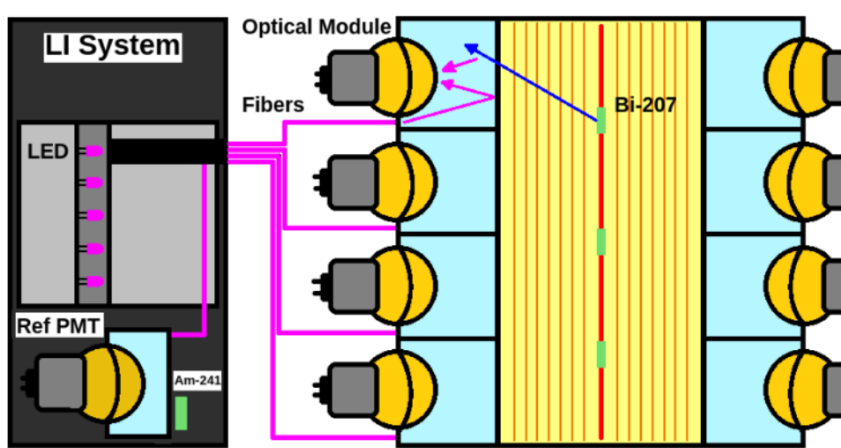 LI System
Optical Module
Fibers
Bi-207
LED
Ref PMT
Am-241